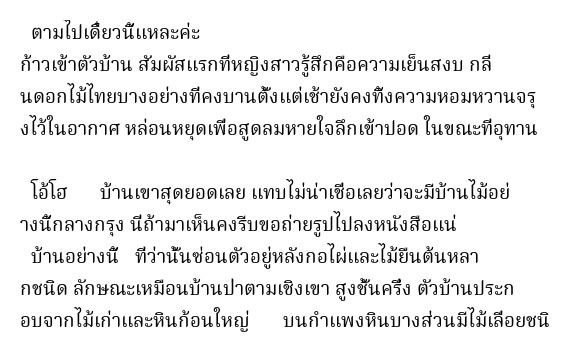 ตามไปเดี๋ยวนี้แหละค่ะ
ก้าวเข้าตัวบ้าน สัมผัสแรกที่หญิงสาวรู้สึกคือความเย็นสงบ กลิ่
นดอกไม้ไทยบางอย่างที่คงบานตั้งแต่เช้ายังคงทิ้งความหอมหวานจรุ
งไว้ในอากาศ หล่อนหยุดเพื่อสูดลมหายใจลึกเข้าปอด ในขณะที่อุทาน
โอ้โฮ บ้านเขาสุดยอดเลย แทบไม่น่าเชื่อเลยว่าจะมีบ้านไม้อย่
างนี้กลางกรุง นี่ถ้ามาเห็นคงรีบขอถ่ายรูปไปลงหนังสือแน่
บ้านอย่างนี้ ที่ว่านั้นซ่อนตัวอยู่หลังกอไผ่และไม้ยืนต้นหลา
กชนิด ลักษณะเหมือนบ้านป่าตามเชิงเขา สูงชั้นครึ่ง ตัวบ้านประก
อบจากไม้เก่าและหินก้อนใหญ่ บนกำแพงหินบางส่วนมีไม้เลื้อยชนิ